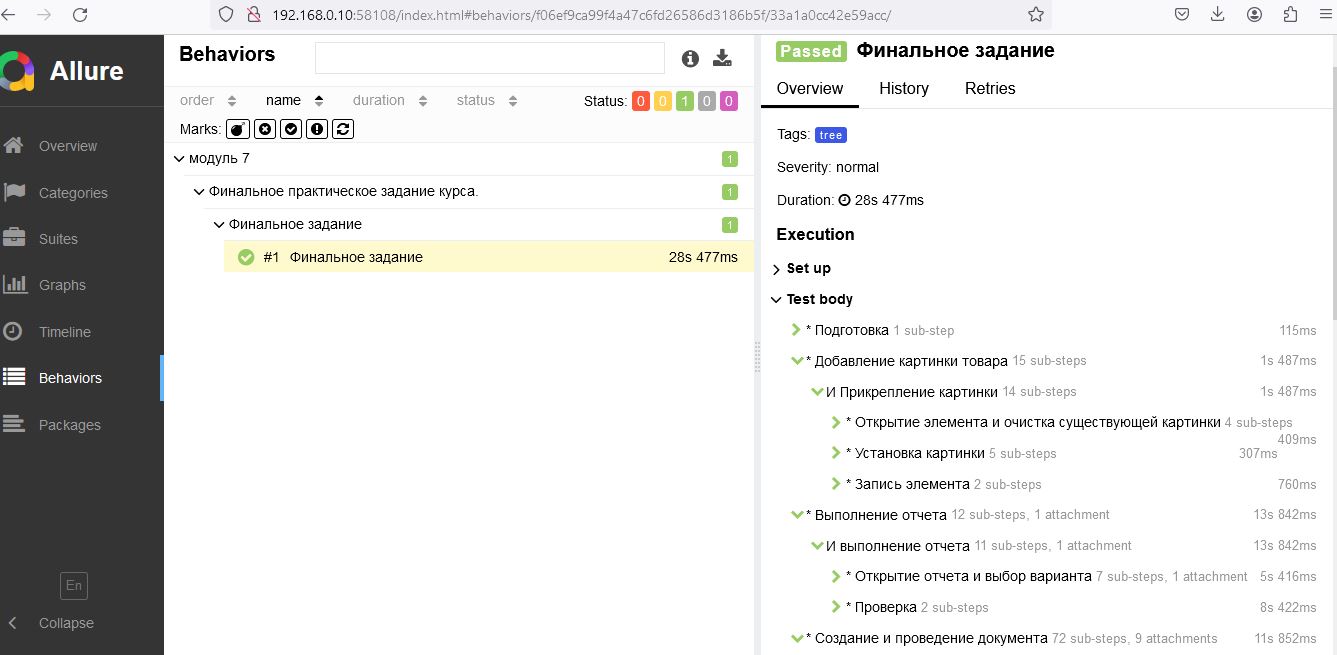 192.168.0.10:58108/index.html#behaviors/f06ef9ca99f4a47c6fd26586d3186b5f/33a1a0cc42e59acc/
Allure
Overview
Categories
Suites
Graphs
Timeline
Behaviors
Packages
En
Collapse
Behaviors
order name duration status Status: 0 0 1 0 0
Marks:
модуль 7 1
Финальное практическое задание курса. 1
Финальное задание 1
#1 Финальное задание 28s 477ms
Passed Финальное задание
Overview History Retries
Tags: tree
Severity: normal
Duration: 28s 477ms
Execution
Set up
Test body
* Подготовка 1 sub-step 115ms
* Добавление картинки товара 15 sub-steps 1s 487ms
И Прикрепление картинки 14 sub-steps 1s 487ms
* Открытие элемента и очистка существующей картинки 4 sub-steps
409ms
* Установка картинки 5 sub-steps 307ms
* Запись элемента 2 sub-steps 760ms
* Выполнение отчета 12 sub-steps, 1 attachment 13s 842ms
И выполнение отчета 11 sub-steps, 1 attachment 13s 842ms
* Открытие отчета и выбор варианта 7 sub-steps, 1 attachment 5s 416ms
* Проверка 2 sub-steps 8s 422ms
* Создание и проведение документа 72 sub-steps, 9 attachments 11s 852ms